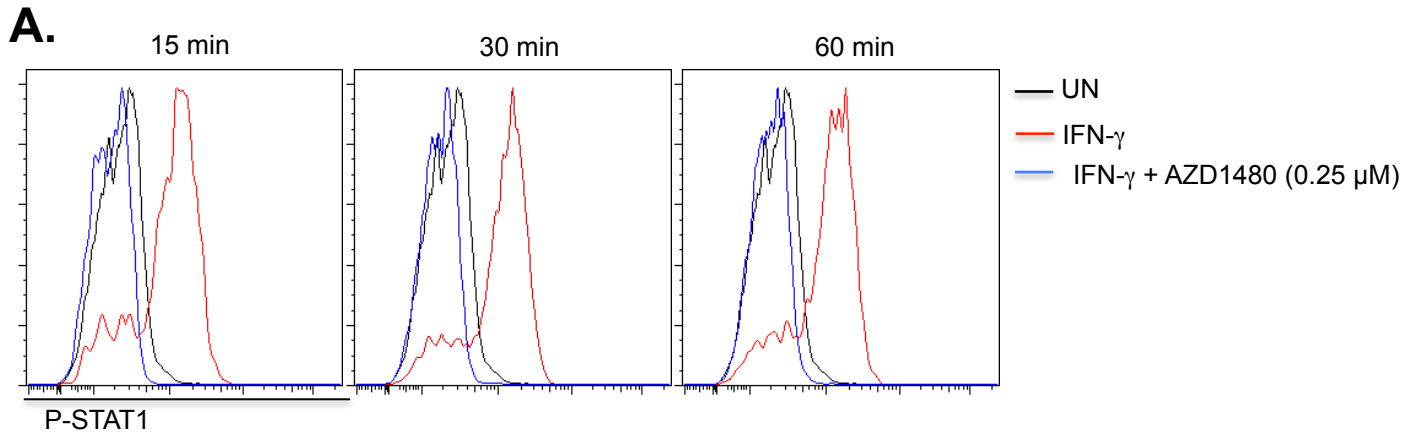 A.
15 min
30 min
60 min
UN
IFN-γ
IFN-γ + AZD1480 (0.25 µM)
P-STAT1